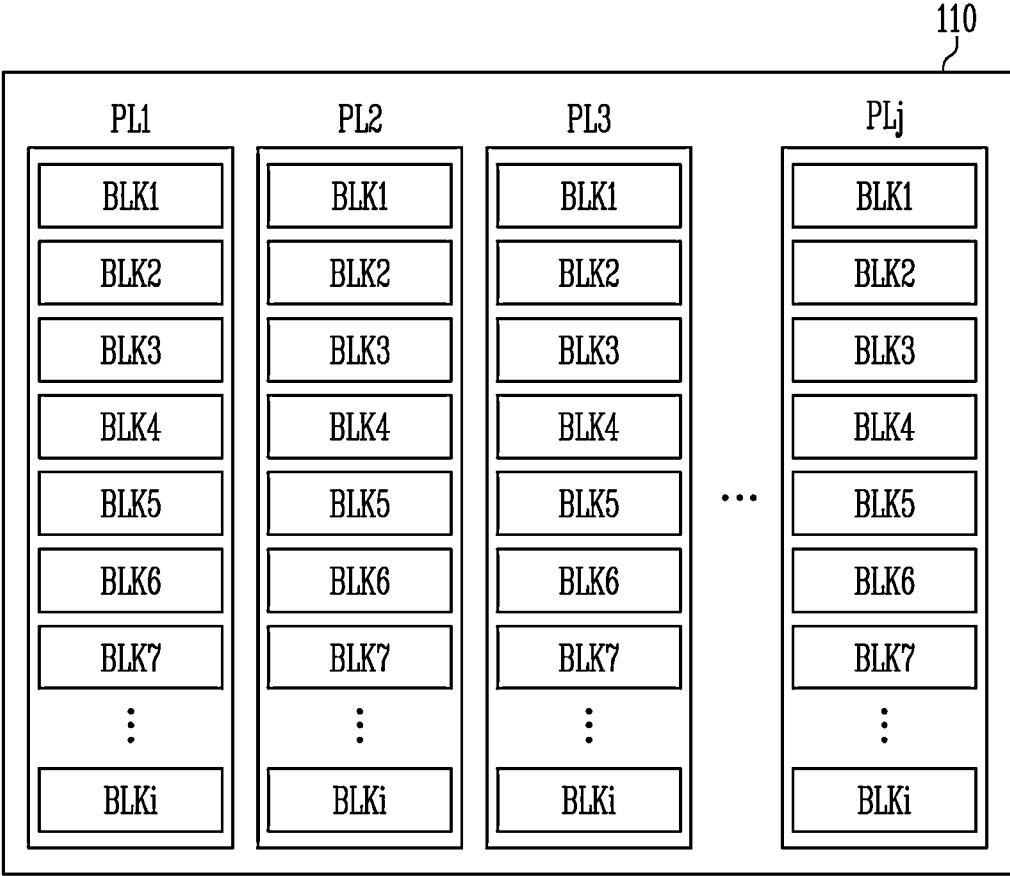 110
PL1 PL2 PL3 PLj
BLK1 BLK1 BLK1 BLK1
BLK2 BLK2 BLK2 BLK2
BLK3 BLK3 BLK3 BLK3
BLK4 BLK4 BLK4 BLK4
BLK5 BLK5 BLK5 ... BLK5
BLK6 BLK6 BLK6 BLK6
BLK7 BLK7 BLK7 BLK7
BLKi BLKi BLKi BLKi